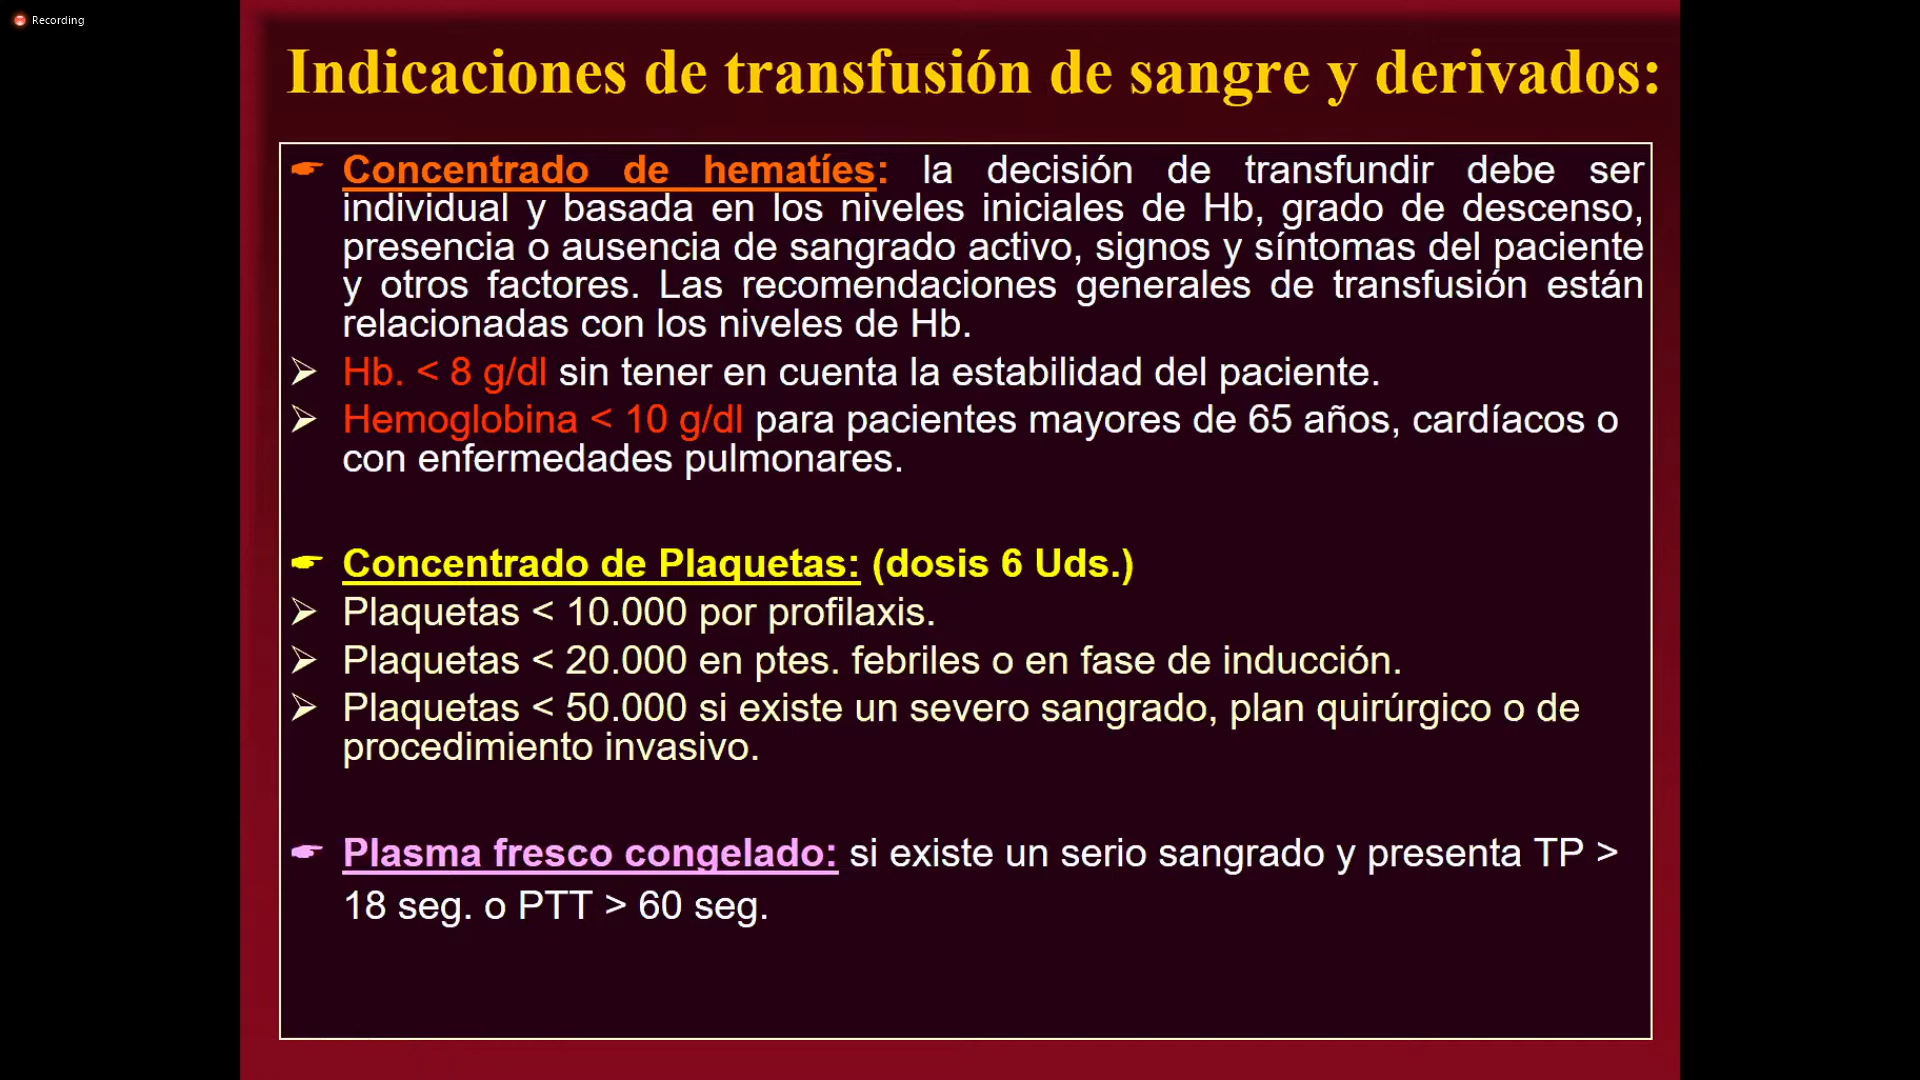 Recording
Indicaciones de transfusión de sangre y derivados:
Concentrado de hematíes: la decisión de transfundir debe ser
individual y basada en los niveles iniciales de Hb, grado de descenso,
presencia o ausencia de sangrado activo, signos y síntomas del paciente
y otros factores. Las recomendaciones generales de transfusión están
relacionadas con los niveles de Hb.
Hb. < 8 g/dl sin tener en cuenta la estabilidad del paciente.
Hemoglobina < 10 g/dl para pacientes mayores de 65 años, cardíacos o
con enfermedades pulmonares.
Concentrado de Plaquetas: (dosis 6 Uds.)
Plaquetas < 10.000 por profilaxis.
Plaquetas < 20.000 en ptes. febriles o en fase de inducción.
Plaquetas < 50.000 si existe un severo sangrado, plan quirúrgico o de
procedimiento invasivo.
Plasma fresco congelado: si existe un serio sangrado y presenta TP >
18 seg. o PTT > 60 seg.